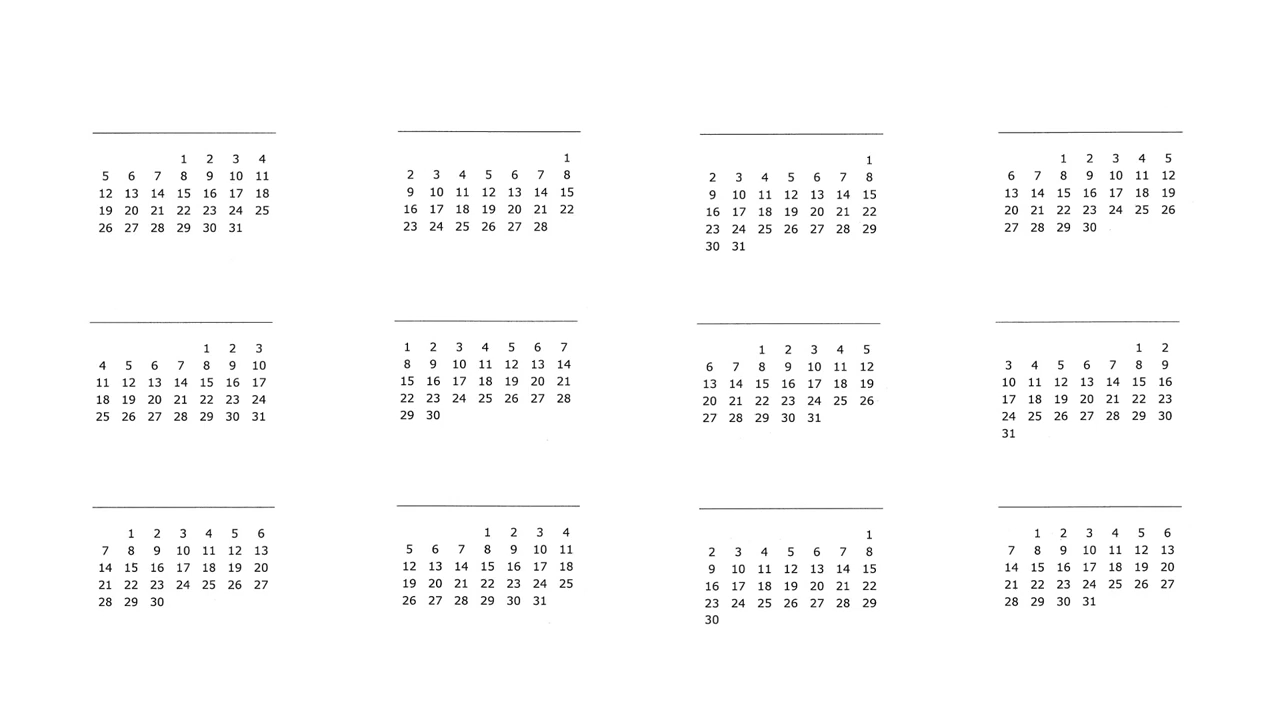 1 2 3 4
5 6 7 8 9 10 11
12 13 14 15 16 17 18
19 20 21 22 23 24 25
26 27 28 29 30 31
1
2 3 4 5 6 7 8
9 10 11 12 13 14 15
16 17 18 19 20 21 22
23 24 25 26 27 28
1
2 3 4 5 6 7 8
9 10 11 12 13 14 15
16 17 18 19 20 21 22
23 24 25 26 27 28 29
30 31
1 2 3 4 5
6 7 8 9 10 11 12
13 14 15 16 17 18 19
20 21 22 23 24 25 26
27 28 29 30
1 2 3
4 5 6 7 8 9 10
11 12 13 14 15 16 17
18 19 20 21 22 23 24
25 26 27 28 29 30 31
1 2 3 4 5 6 7
8 9 10 11 12 13 14
15 16 17 18 19 20 21
22 23 24 25 26 27 28
29 30
1 2 3 4 5
6 7 8 9 10 11 12
13 14 15 16 17 18 19
20 21 22 23 24 25 26
27 28 29 30 31
1 2
3 4 5 6 7 8 9
10 11 12 13 14 15 16
17 18 19 20 21 22 23
24 25 26 27 28 29 30
31
1 2 3 4 5 6
7 8 9 10 11 12 13
14 15 16 17 18 19 20
21 22 23 24 25 26 27
28 29 30
1 2 3 4
5 6 7 8 9 10 11
12 13 14 15 16 17 18
19 20 21 22 23 24 25
26 27 28 29 30 31
1
2 3 4 5 6 7 8
9 10 11 12 13 14 15
16 17 18 19 20 21 22
23 24 25 26 27 28 29
30
1 2 3 4 5 6
7 8 9 10 11 12 13
14 15 16 17 18 19 20
21 22 23 24 25 26 27
28 29 30 31